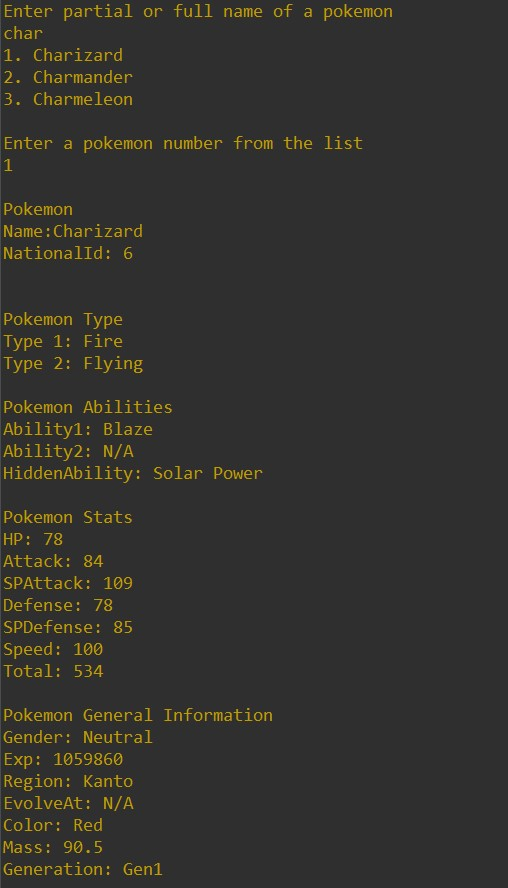 Enter partial or full name of a pokemon
char
1. Charizard
2. Charmander
3. Charmeleon
Enter a pokemon number from the list
1
Pokemon
Name:Charizard
NationalId: 6
Pokemon Type
Type 1: Fire
Type 2: Flying
Pokemon Abilities
Ability1: Blaze
Ability2: N/A
HiddenAbility: Solar Power
Pokemon Stats
HP: 78
Attack: 84
SPAttack: 109
Defense: 78
SPDefense: 85
Speed: 100
Total: 534
Pokemon General Information
Gender: Neutral
Exp: 1059860
Region: Kanto
EvolveAt: N/A
Color: Red
Mass: 90.5
Generation: Gen1